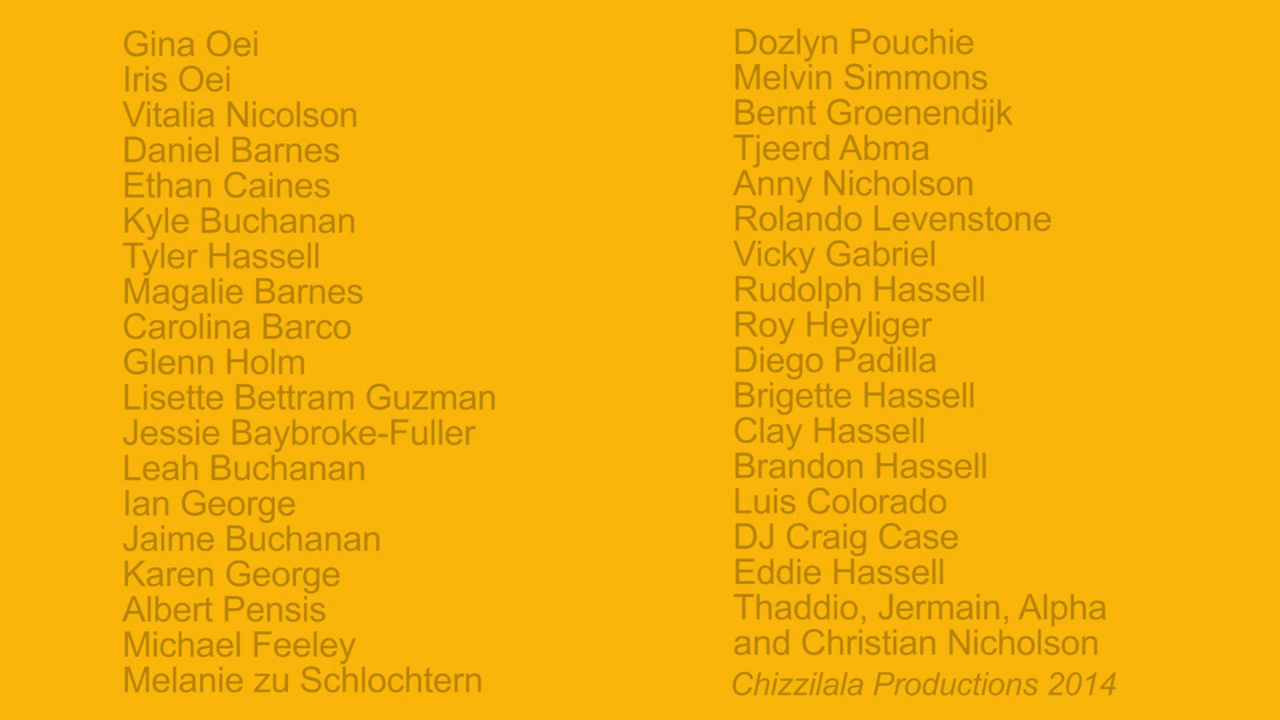 Gina Oei
Iris Oei
Vitalia Nicolson
Daniel Barnes
Ethan Caines
Kyle Buchanan
Tyler Hassell
Magalie Barnes
Carolina Barco
Glenn Holm
Lisette Bettram Guzman
Jessie Baybroke-Fuller
Leah Buchanan
Ian George
Jaime Buchanan
Karen George
Albert Pensis
Michael Feeley
Melanie zu Schlochtern
Dozlyn Pouchie
Melvin Simmons
Bernt Groenendijk
Tjeerd Abma
Anny Nicholson
Rolando Levenstone
Vicky Gabriel
Rudolph Hassell
Roy Heyliger
Diego Padilla
Brigette Hassell
Clay Hassell
Brandon Hassell
Luis Colorado
DJ Craig Case
Eddie Hassell
Thaddio, Jermain, Alpha
and Christian Nicholson
Chizzilala Productions 2014